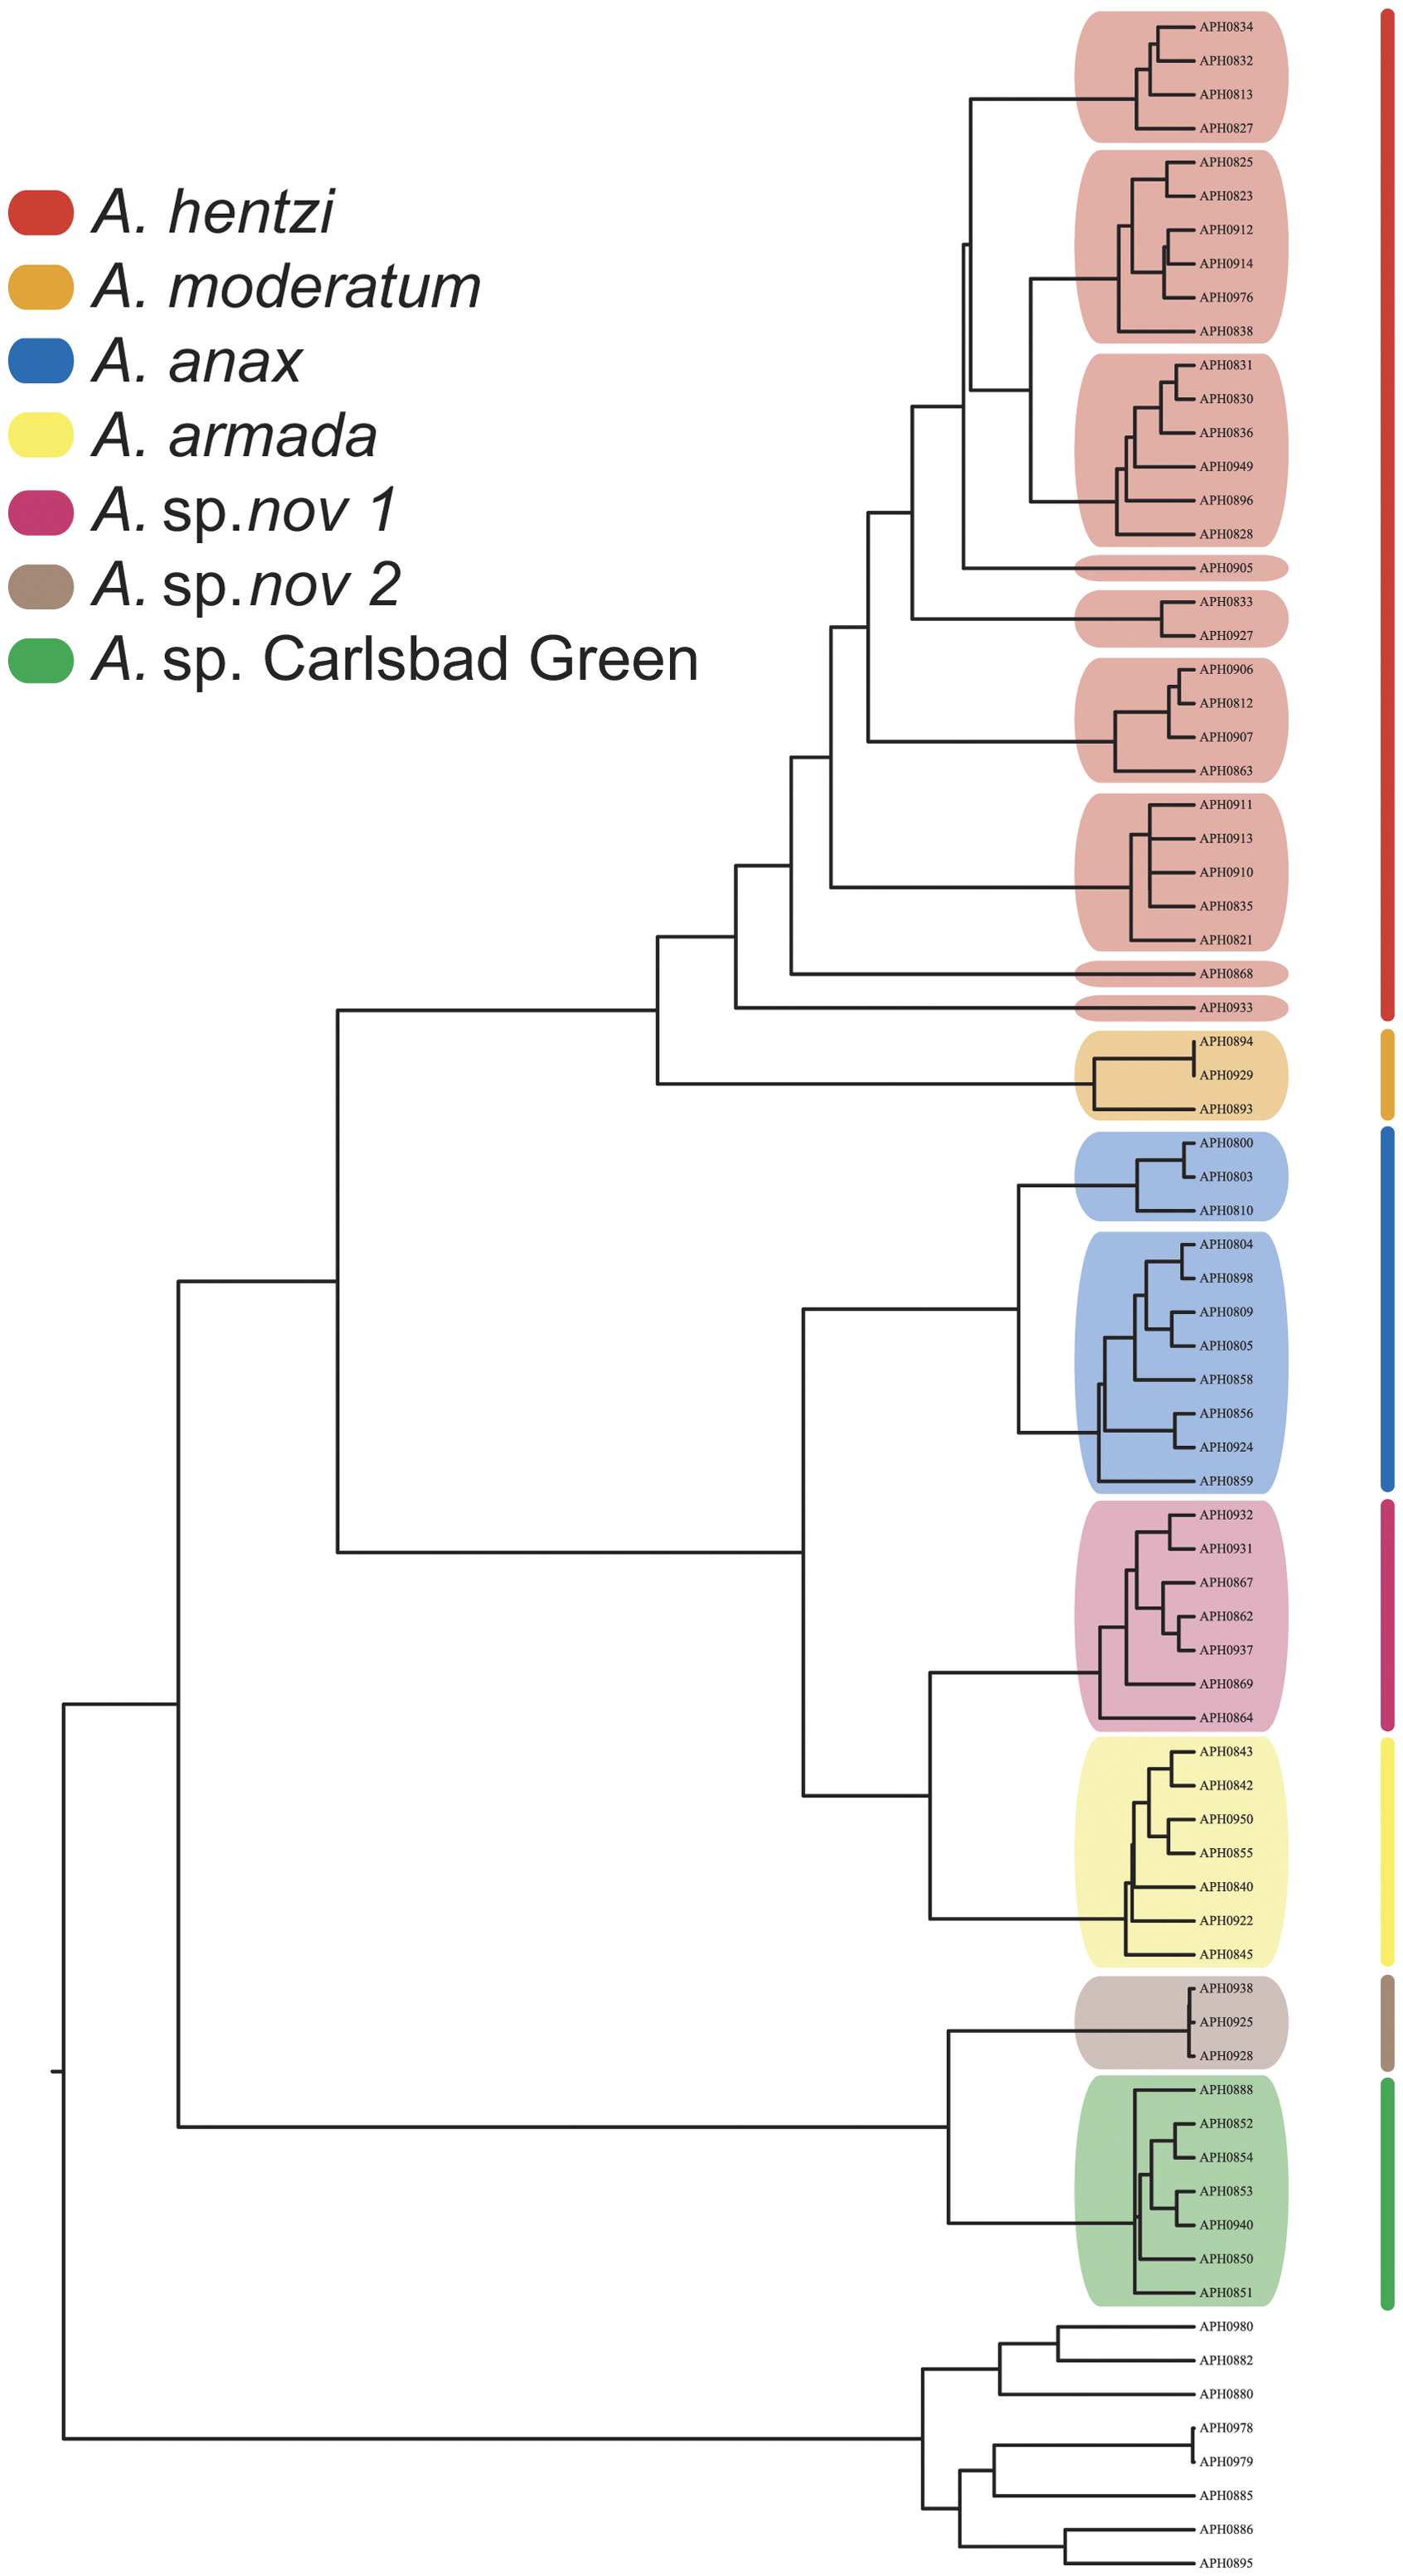 A. hentzi
A. moderatum
A. anax
A. armada
A. sp.nov 1
A. sp.nov 2
A. sp. Carlsbad Green
APH0834
APH0832
APH0813
APH0827
APH0825
APH0823
APH0912
APH0914
APH0976
APH0838
APH0831
APH0830
APH0836
APH0949
APH0896
APH0828
APH0905
APH0833
APH0927
APH0906
APH0812
APH0907
APH0863
APH0911
APH0913
APH0910
APH0835
APH0821
APH0868
APH0933
APH0894
APH0929
APH0893
APH0800
APH0803
APH0810
APH0804
APH0898
APH0809
APH0805
APH0858
APH0856
APH0924
APH0859
APH0932
APH0931
APH0867
APH0862
APH0937
APH0869
APH0864
APH0843
APH0842
APH0950
APH0855
APH0840
APH0922
APH0845
APH0938
APH0925
APH0928
APH0888
APH0852
APH0854
APH0853
APH0940
APH0850
APH0851
APH0980
APH0882
APH0880
APH0978
APH0979
APH0885
APH0886
APH0895